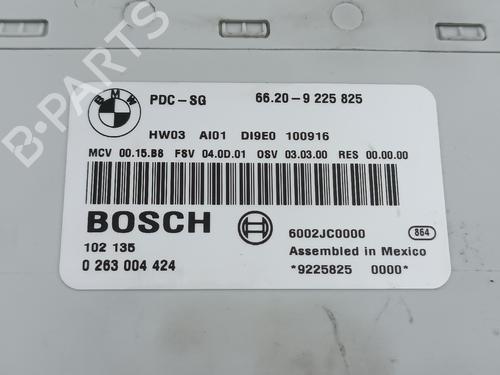 B-PARTS
BMW
PDC-SG 66.20-9 225 825
HW03 AI01 DI9E0 100916
MCV 00.15.B8 FSV 04.0D.01 OSV 03.03.00 RES 00.00.00
BOSCH 6002JC0000 864
102 135 Assembled in Mexico
0 263 004 424 *9225825 0000*